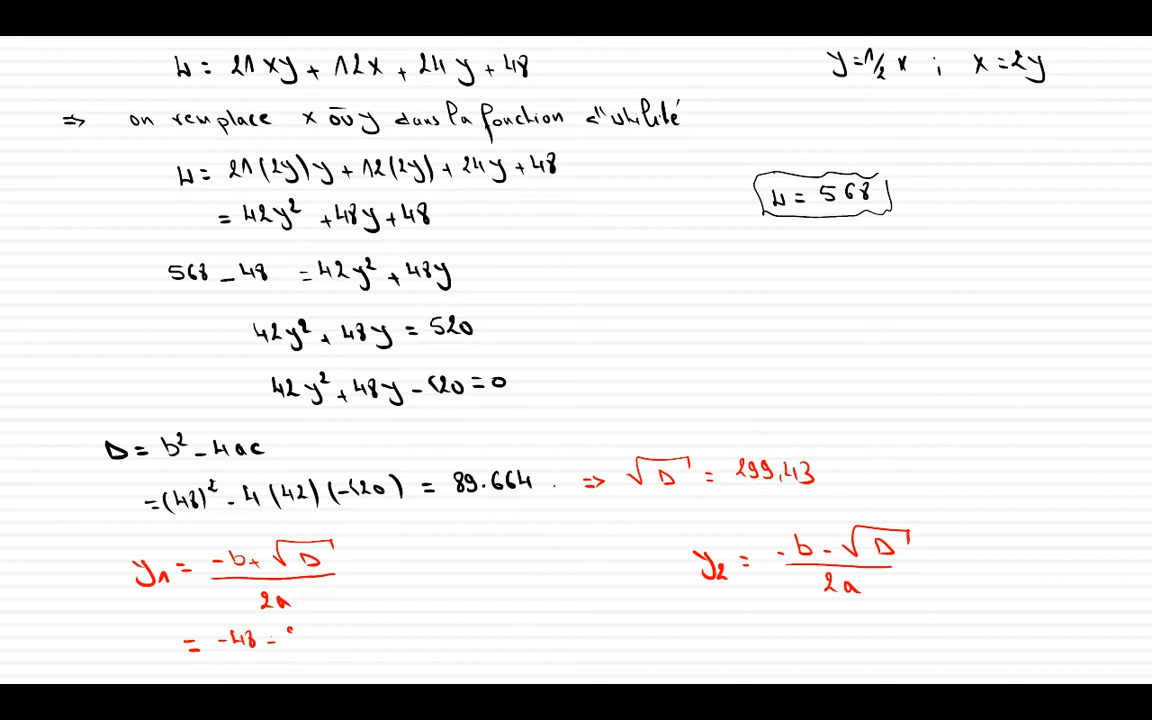 U = 21xy + 12x + 24y + 48
y = 1/2 x ; x = 2y
⇒ on remplace x ou y dans la fonction d'utilité
U = 21(2y)y + 12(2y) + 24y + 48
U = 568
= 42y² + 48y + 48
568 - 48 = 42y² + 48y
42y² + 48y = 520
42y² + 48y - 520 = 0
Δ = b² - 4ac
= (48)² - 4(42)(-520) = 89.664 . ⇒ √Δ = 299,43
y1 = (-b + √Δ) / 2a
y2 = (-b - √Δ) / 2a
= -48 -